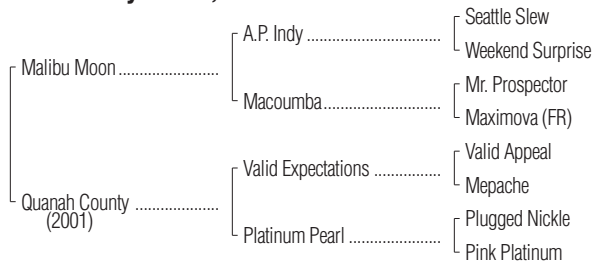 A.P. Indy
Seattle Slew
Weekend Surprise
Malibu Moon
Macoumba
Mr. Prospector
Maximova (FR)
Valid Expectations
Valid Appeal
Mepache
Quanah County
(2001)
Platinum Pearl
Plugged Nickle
Pink Platinum